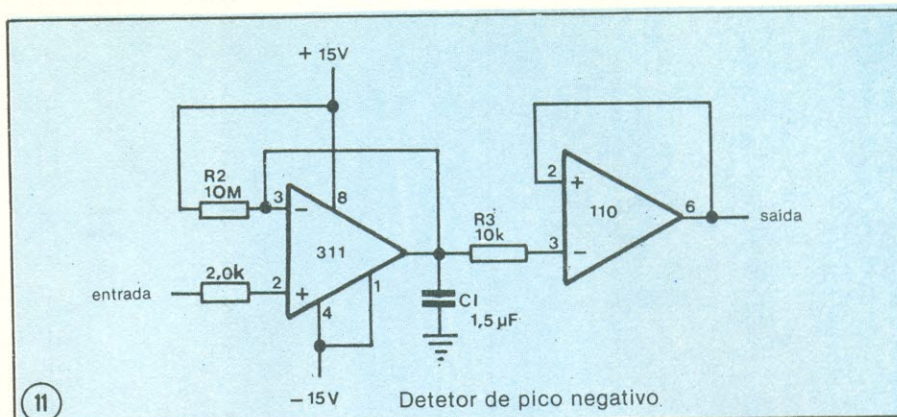 + 15V
R2
10M
3
−
8
311
2,0k
entrada
2
+
1
4
−15V
R3
10k
C1
1,5 µF
2
+
110
6
saída
3
−
11
Detetor de pico negativo